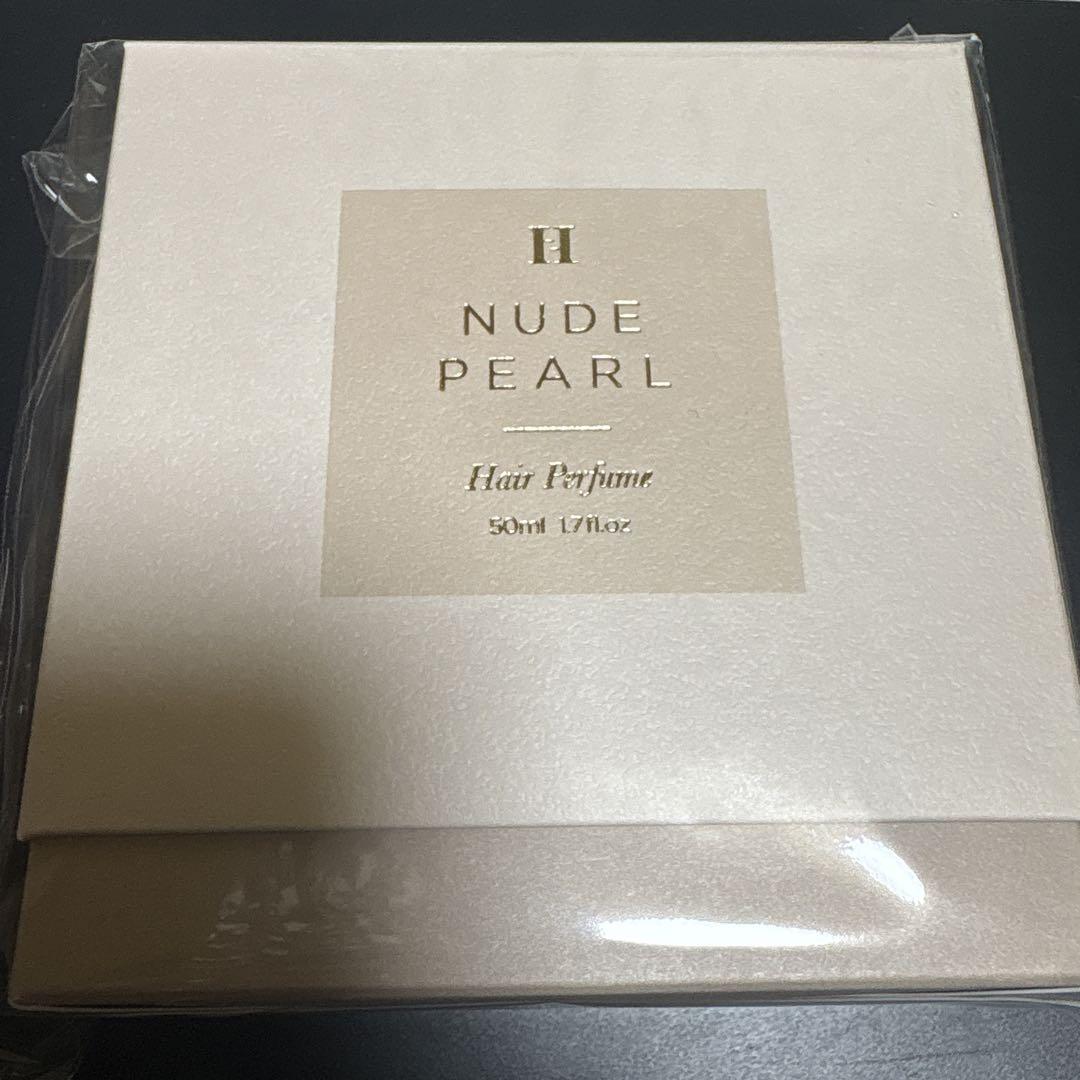 H
NUDE
PEARL
Hair Perfume
50ml 1.7fl.oz